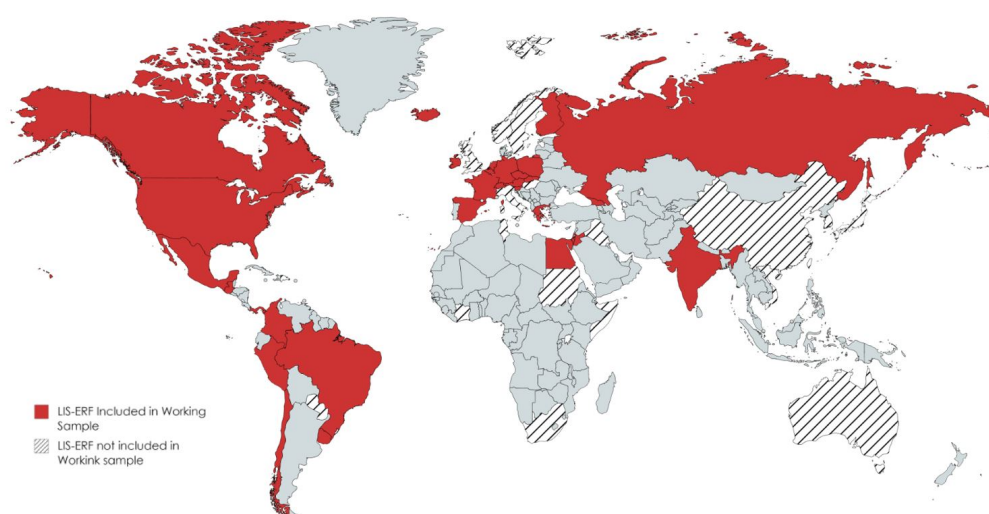 LIS-ERF Included in Working
Sample
LIS-ERF not included in
Workink sample